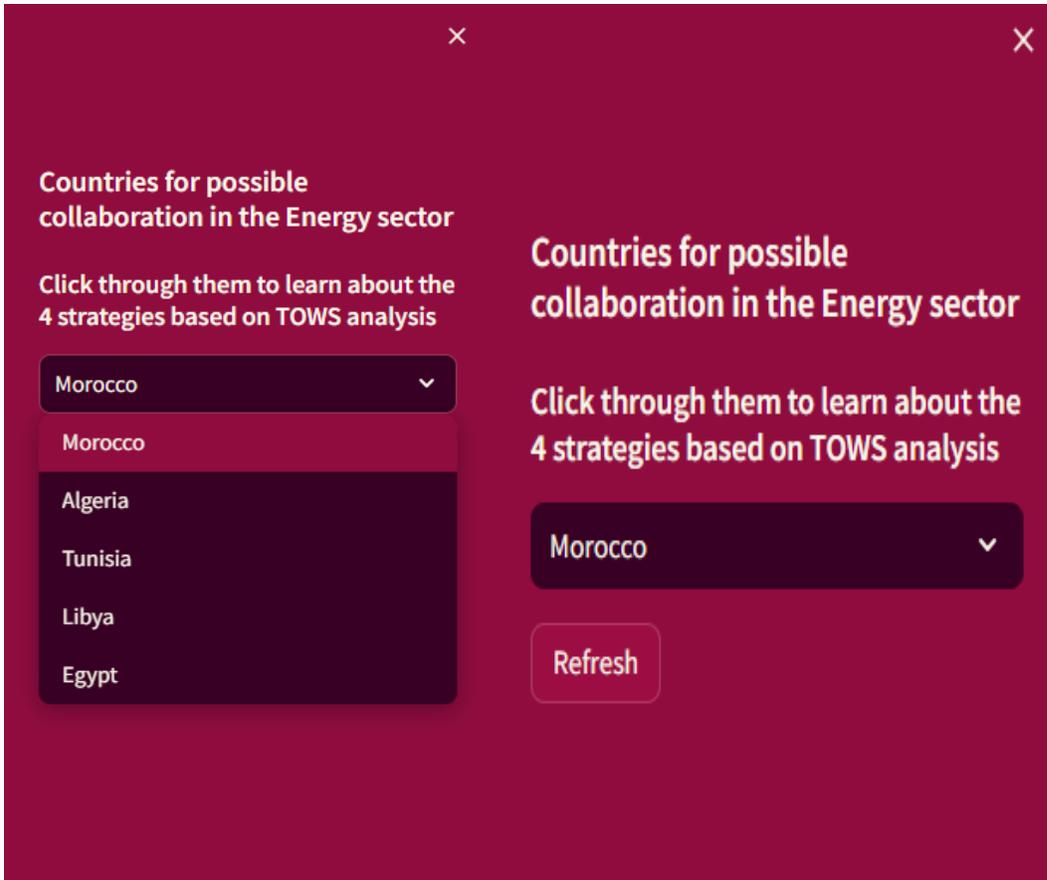 Countries for possible
collaboration in the Energy sector
Click through them to learn about the
4 strategies based on TOWS analysis
Morocco
Morocco
Algeria
Tunisia
Libya
Egypt
Countries for possible
collaboration in the Energy sector
Click through them to learn about the
4 strategies based on TOWS analysis
Morocco
Refresh